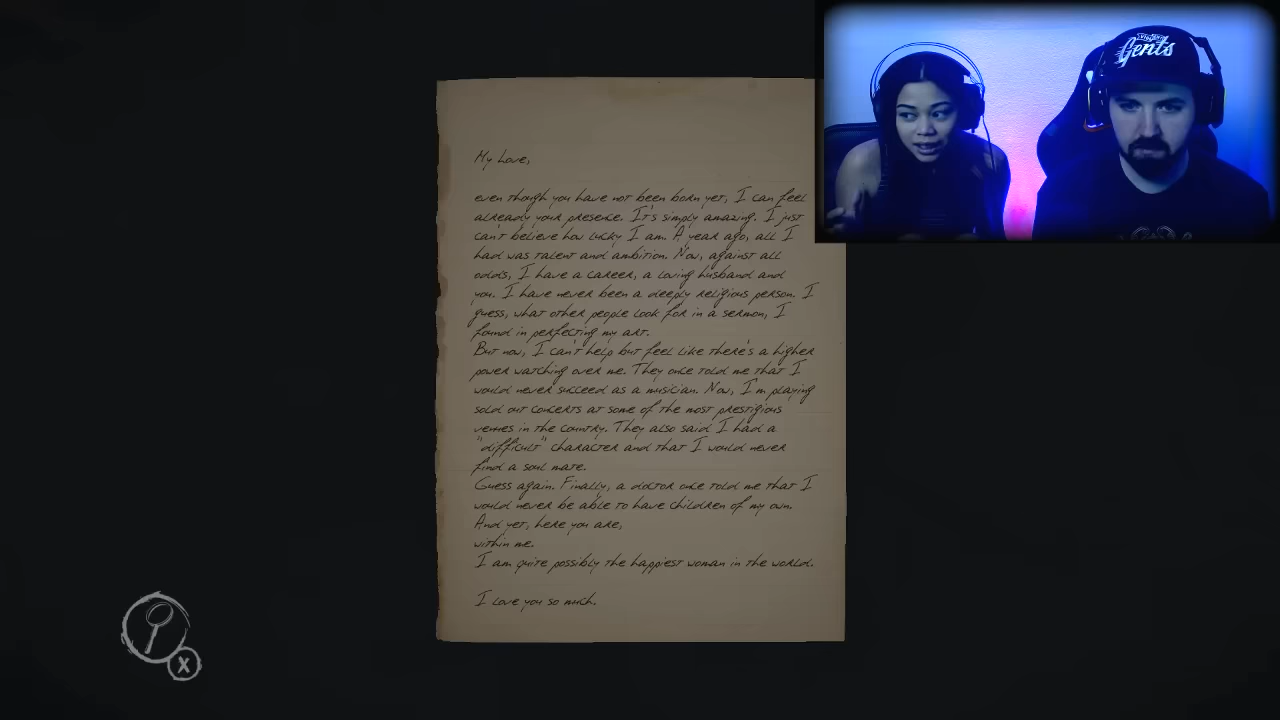 Gents
My Love,
even though you have not been born yet, I can feel
already your presence. It's simply amazing. I just
can't believe how lucky I am. A year ago, all I
had was talent and ambition. Now, against all
odds, I have a career, a loving husband and
you. I have never been a deeply religious person. I
guess, what other people look for in a sermon, I
found in perfecting my art.
But now, I can't help but feel like there's a higher
power watching over me. They once told me that I
would never succeed as a musician. Now, I'm playing
sold out concerts at some of the most prestigious
venues in the country. They also said I had a
"difficult" character and that I would never
find a soul mate.
Guess again. Finally, a doctor once told me that I
would never be able to have children of my own.
And yet, here you are,
within me.
I am quite possibly the happiest woman in the world.
I love you so much.
X